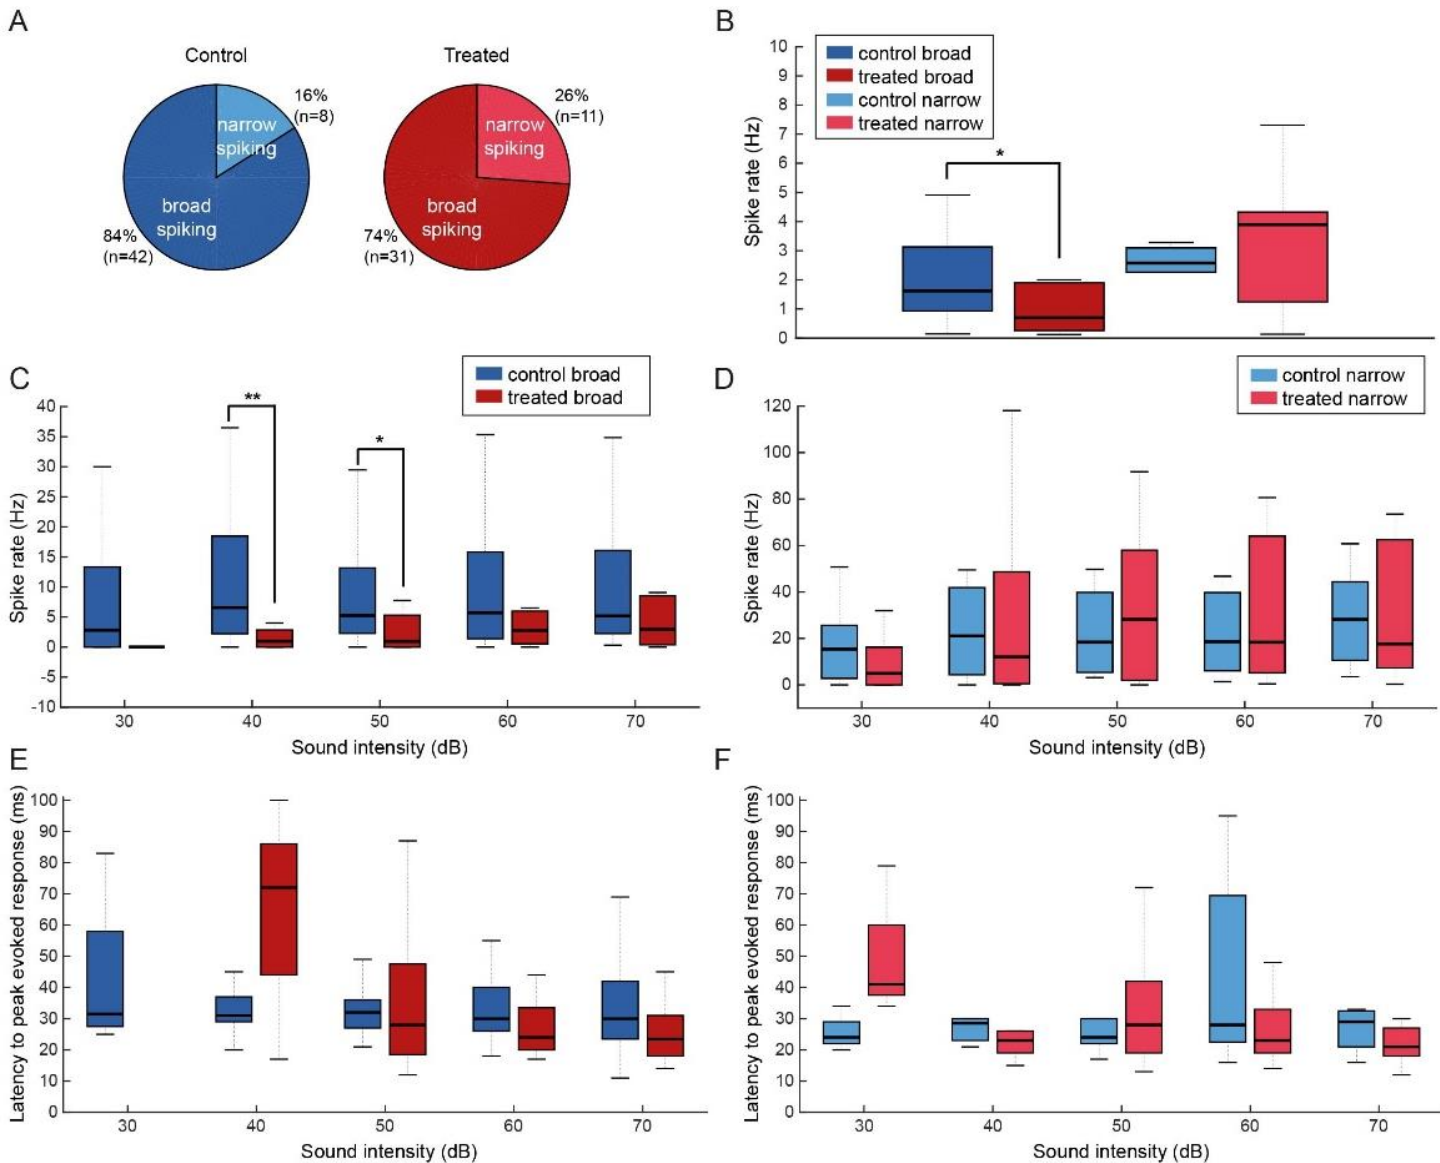 A
Control
Treated
16%
(n=8)
narrow
spiking
broad
spiking
84%
(n=42)
26%
(n=11)
narrow
spiking
broad
spiking
74%
(n=31)
B
control broad
treated broad
control narrow
treated narrow
Spike rate (Hz)
10
9
8
7
6
5
4
3
2
1
0
*
C
control broad
treated broad
Spike rate (Hz)
40
35
30
25
20
15
10
5
0
-5
-10
**
*
30 40 50 60 70
Sound intensity (dB)
D
control narrow
treated narrow
Spike rate (Hz)
120
100
80
60
40
20
0
30 40 50 60 70
Sound intensity (dB)
E
Latency to peak evoked response (ms)
100
90
80
70
60
50
40
30
20
10
0
30 40 50 60 70
Sound intensity (dB)
F
Latency to peak evoked response (ms)
100
90
80
70
60
50
40
30
20
10
0
30 40 50 60 70
Sound intensity (dB)